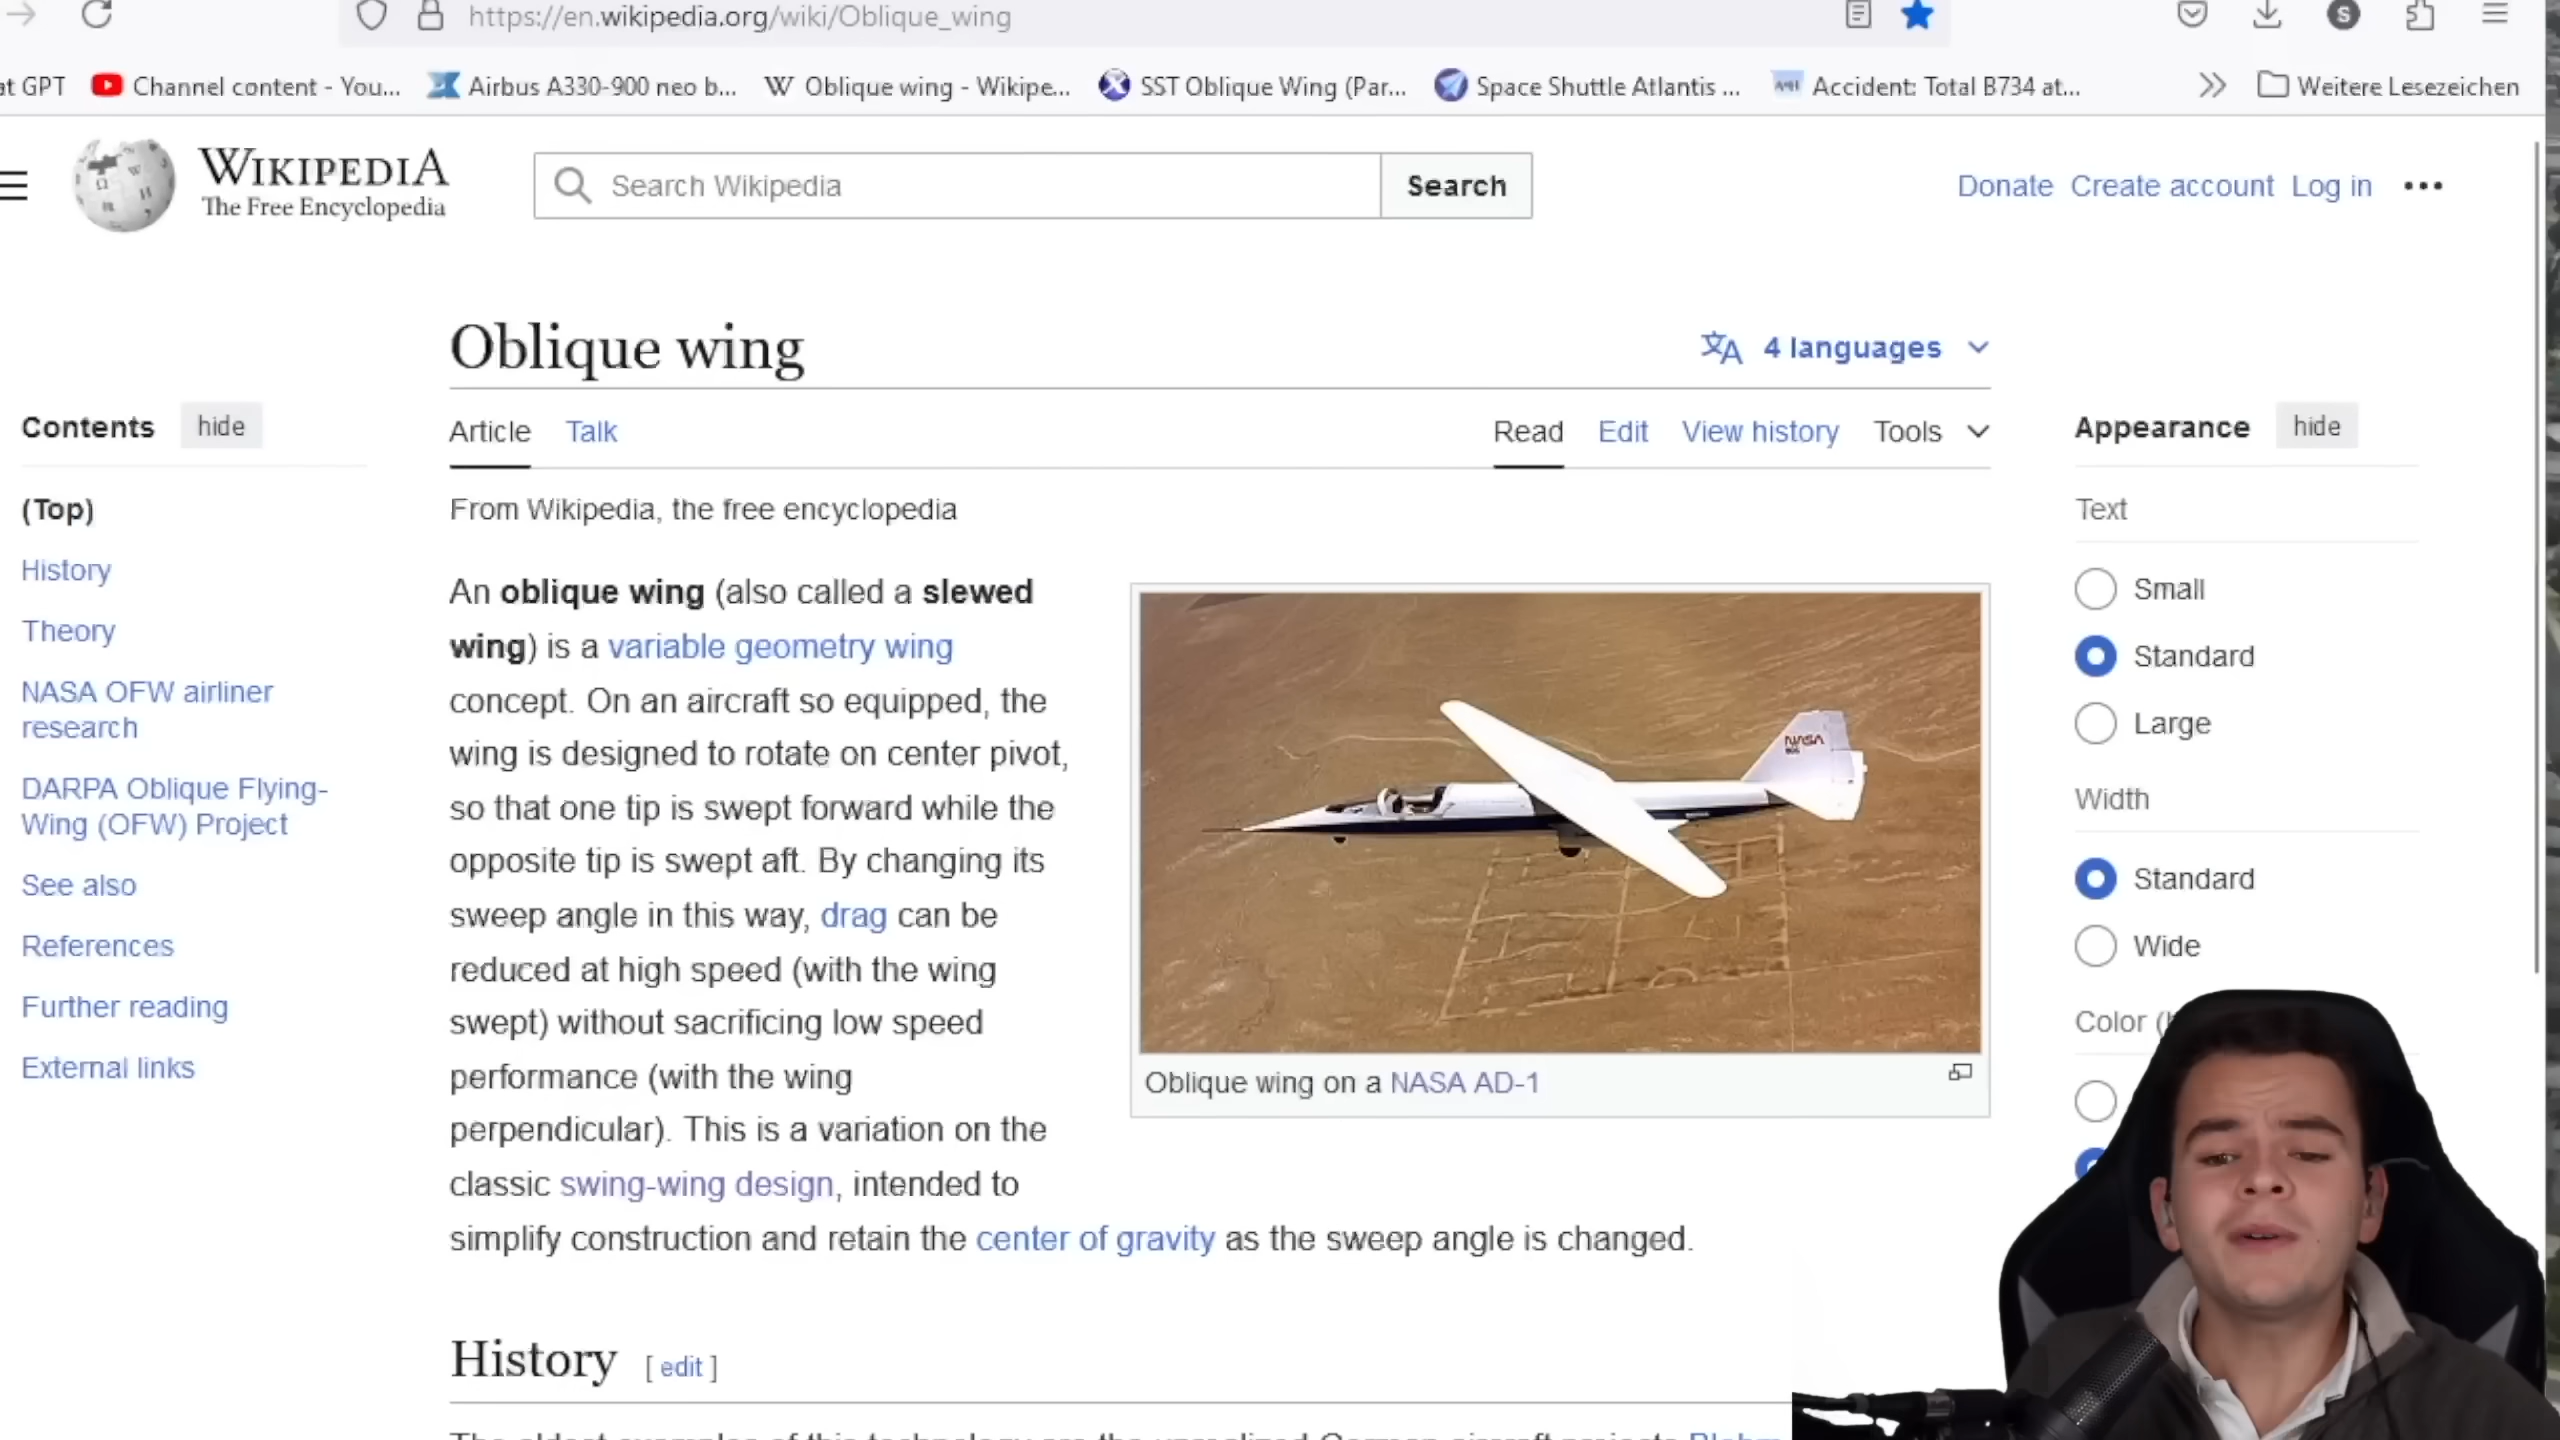 https://en.wikipedia.org/wiki/Oblique_wing
S
at GPT
Channel content - You...
Airbus A330-900 neo b...
Oblique wing - Wikipe...
SST Oblique Wing (Par...
Space Shuttle Atlantis ...
Accident: Total B734 at...
Weitere Lesezeichen
WIKIPEDIA
The Free Encyclopedia
Search Wikipedia
Search
Donate Create account Log in
Oblique wing
4 languages
Contents hide
(Top)
History
Theory
NASA OFW airliner
research
DARPA Oblique Flying-
Wing (OFW) Project
See also
References
Further reading
External links
Article Talk
Read Edit View history Tools
From Wikipedia, the free encyclopedia
An oblique wing (also called a slewed
wing) is a variable geometry wing
concept. On an aircraft so equipped, the
wing is designed to rotate on center pivot,
so that one tip is swept forward while the
opposite tip is swept aft. By changing its
sweep angle in this way, drag can be
reduced at high speed (with the wing
swept) without sacrificing low speed
performance (with the wing
perpendicular). This is a variation on the
classic swing-wing design, intended to
simplify construction and retain the center of gravity as the sweep angle is changed.
NASA
Oblique wing on a NASA AD-1
History [ edit ]
Appearance hide
Text
Small
Standard
Large
Width
Standard
Wide
Color